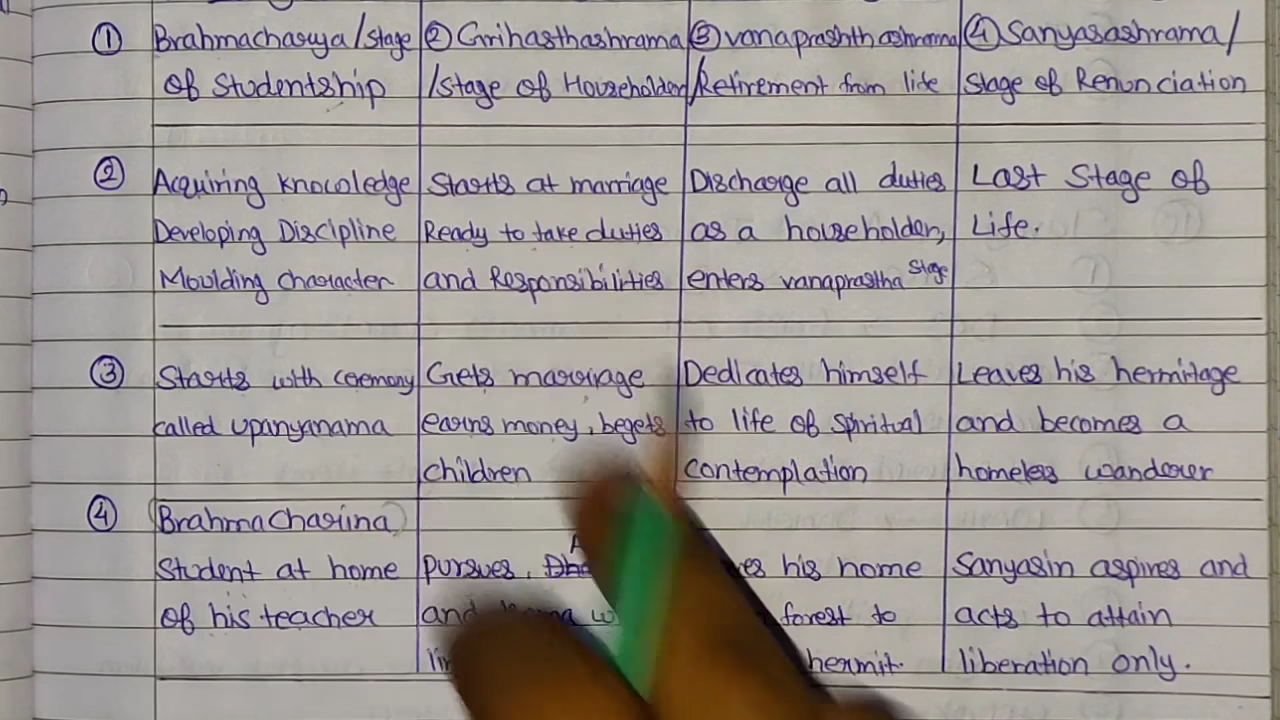 ① Brahmacharya/stage
of Studentship
② Grihasthashrama
/stage of Householder
③ vanaprashthashrama
/Retirement from life
④ Sanyasashrama/
stage of Renunciation
② Acquiring knowledge
Developing Discipline
Moulding character
Starts at marriage
Ready to take duties
and Responsibilities
Discharge all duties
as a householder,
enters vanaprastha stage
Last Stage of
Life.
③ Starts with ceremony
called upanyanama
Gets marriage
earns money, begets
children
Dedicates himself
to life of spiritual
contemplation
Leaves his hermitage
and becomes a
homeless wanderer
④ (Brahmacharina)
Student at home
of his teacher
pursues,
and
his home
forest to
hermit.
Sanyasin aspires and
acts to attain
liberation only.